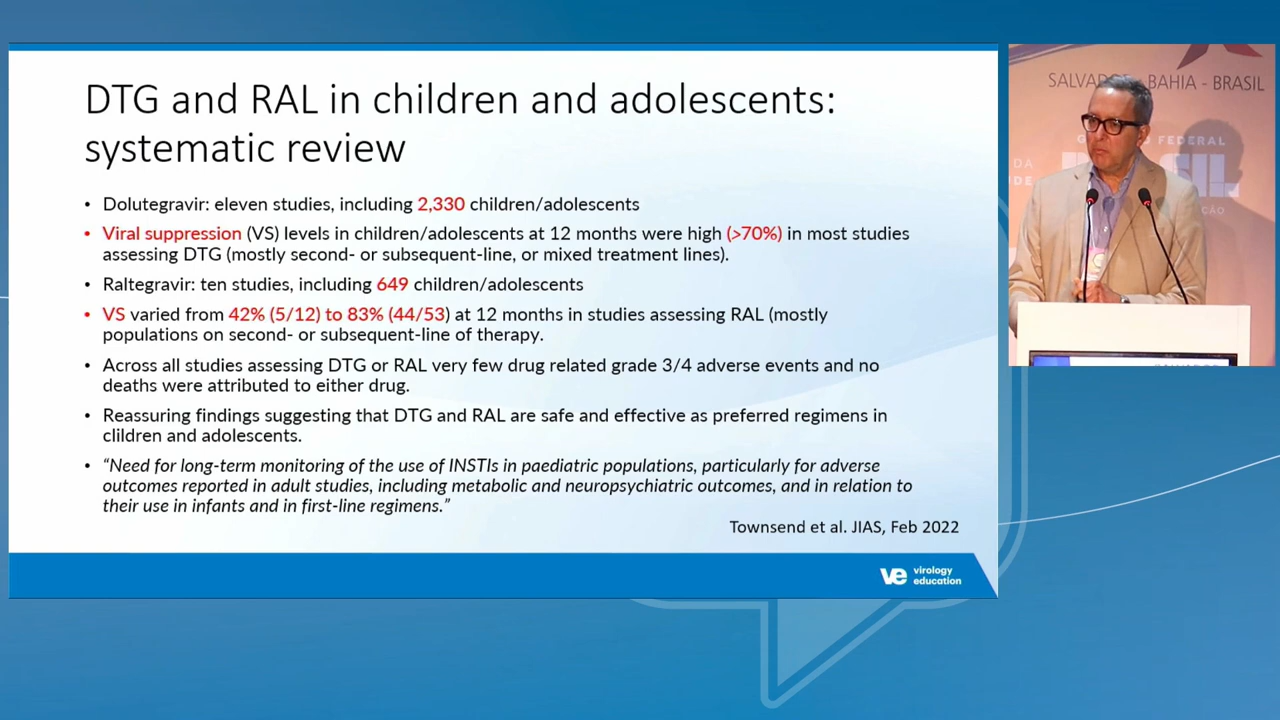 DTG and RAL in children and adolescents:
systematic review
• Dolutegravir: eleven studies, including 2,330 children/adolescents
• Viral suppression (VS) levels in children/adolescents at 12 months were high (>70%) in most studies
assessing DTG (mostly second- or subsequent-line, or mixed treatment lines).
• Raltegravir: ten studies, including 649 children/adolescents
• VS varied from 42% (5/12) to 83% (44/53) at 12 months in studies assessing RAL (mostly
populations on second- or subsequent-line of therapy.
• Across all studies assessing DTG or RAL very few drug related grade 3/4 adverse events and no
deaths were attributed to either drug.
• Reassuring findings suggesting that DTG and RAL are safe and effective as preferred regimens in
clildren and adolescents.
• “Need for long-term monitoring of the use of INSTIs in paediatric populations, particularly for adverse
outcomes reported in adult studies, including metabolic and neuropsychiatric outcomes, and in relation to
their use in infants and in first-line regimens.”
Townsend et al. JIAS, Feb 2022
ve virology
education
BAHIA - BRASIL
FEDERAL